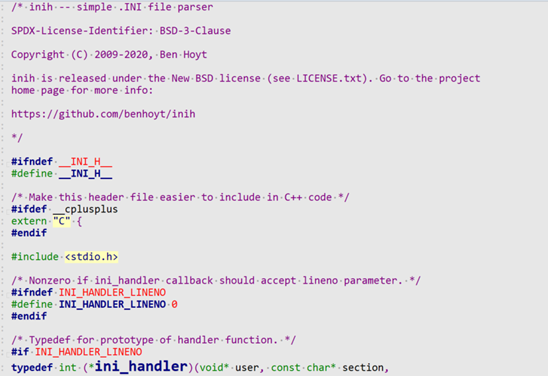 /* inih -- simple .INI file parser
SPDX-License-Identifier: BSD-3-Clause
Copyright (C) 2009-2020, Ben Hoyt
inih is released under the New BSD license (see LICENSE.txt). Go to the project
home page for more info:
https://github.com/benhoyt/inih
*/
#ifndef __INI_H__
#define __INI_H__
/* Make this header file easier to include in C++ code */
#ifdef __cplusplus
extern "C" {
#endif
#include <stdio.h>
/* Nonzero if ini_handler callback should accept lineno parameter. */
#ifndef INI_HANDLER_LINENO
#define INI_HANDLER_LINENO 0
#endif
/* Typedef for prototype of handler function. */
#if INI_HANDLER_LINENO
typedef int (*ini_handler)(void* user, const char* section,